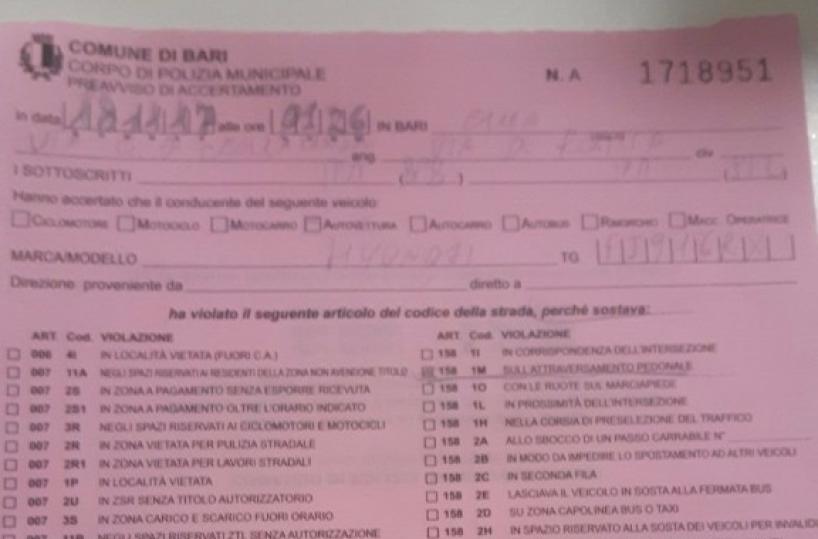 COMUNE DI BARI
CORPO DI POLIZIA MUNICIPALE
PREAVVISO DI ACCERTAMENTO
N. A 1718951
in data alle ore IN BARI
ang. civ
I SOTTOSCRITTI ( ) ( )
Hanno accertato che il conducente del seguente veicolo:
CICLOMOTORE MOTOCICLO MOTOCARRO AUTOVETTURA AUTOCARRO AUTOBUS RIMORCHIO MACC. OPERATRICE
MARCA/MODELLO TG
Direzione: proveniente da diretto a
ha violato il seguente articolo del codice della strada, perché sostava:
ART. Cod. VIOLAZIONE
006 4I IN LOCALITÀ VIETATA (FUORI C.A.)
007 11A NEGLI SPAZI RISERVATI AI RESIDENTI DELLA ZONA NON AVENDONE TITOLO
007 2S IN ZONA A PAGAMENTO SENZA ESPORRE RICEVUTA
007 2S1 IN ZONA A PAGAMENTO OLTRE L'ORARIO INDICATO
007 3R NEGLI SPAZI RISERVATI AI CICLOMOTORI E MOTOCICLI
007 2R IN ZONA VIETATA PER PULIZIA STRADALE
007 2R1 IN ZONA VIETATA PER LAVORI STRADALI
007 1P IN LOCALITÀ VIETATA
007 2U IN ZSR SENZA TITOLO AUTORIZZATORIO
007 3S IN ZONA CARICO E SCARICO FUORI ORARIO
NEGLI SPAZI RISERVATI ZTL SENZA AUTORIZZAZIONE
ART. Cod. VIOLAZIONE
158 1I IN CORRISPONDENZA DELL'INTERSEZIONE
158 1M SULL'ATTRAVERSAMENTO PEDONALE
158 1O CON LE RUOTE SUL MARCIAPIEDE
158 1L IN PROSSIMITÀ DELL'INTERSEZIONE
158 1H NELLA CORSIA DI PRESELEZIONE DEL TRAFFICO
158 2A ALLO SBOCCO DI UN PASSO CARRABILE N°
158 2B IN MODO DA IMPEDIRE LO SPOSTAMENTO AD ALTRI VEICOLI
158 2C IN SECONDA FILA
158 2E LASCIAVA IL VEICOLO IN SOSTA ALLA FERMATA BUS
158 2D SU ZONA CAPOLINEA BUS O TAXI
158 2H IN SPAZIO RISERVATO ALLA SOSTA DEI VEICOLI PER INVALIDI